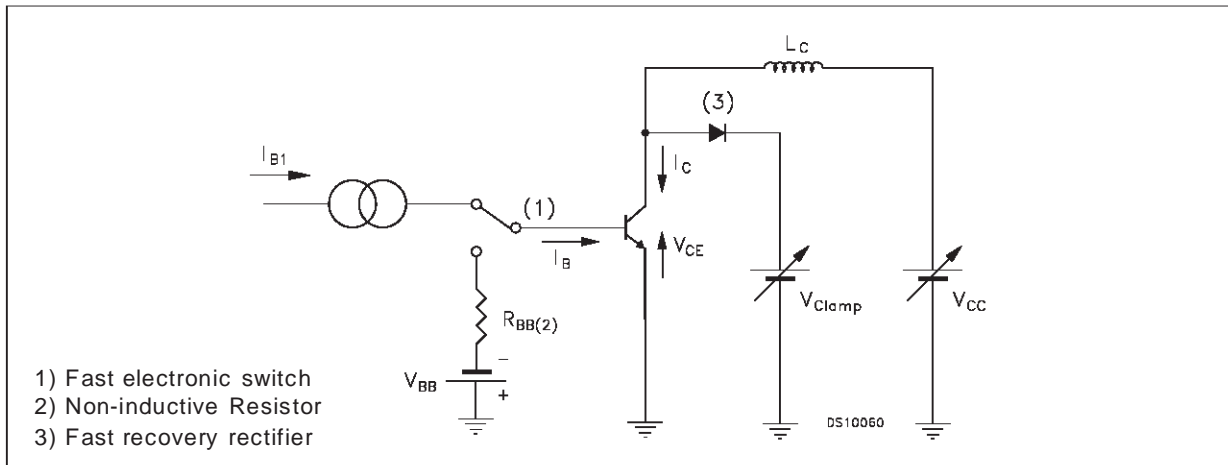 L_C
(3)
I_B1
I_C
(1)
V_CE
I_B
V_Clamp
V_CC
R_BB(2)
−
V_BB
+
1) Fast electronic switch
2) Non-inductive Resistor
3) Fast recovery rectifier
DS10060